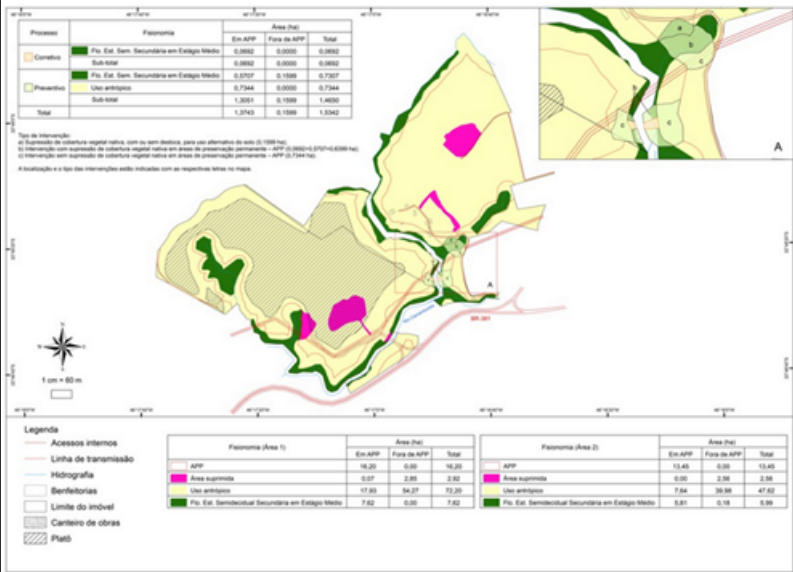 Processo Fisionomia Área (ha)
Em APP Fora de APP Total
Corretivo Flo. Est. Sem. Secundária em Estágio Médio 0,0692 0,0000 0,0692
Sub-total 0,0692 0,0000 0,0692
Preventivo Flo. Est. Sem. Secundária em Estágio Médio 0,5707 0,1599 0,7307
Uso antrópico 0,7344 0,0000 0,7344
Sub-total 1,3051 0,1599 1,4650
Total 1,3743 0,1599 1,5342
Tipo de Intervenção:
a) Supressão de cobertura vegetal nativa, com ou sem destoca, para uso alternativo do solo (0,1599 ha)
b) Intervenção com supressão de cobertura vegetal nativa em áreas de preservação permanente – APP (0,0692+0,5707=0,6399 ha)
c) Intervenção sem supressão de cobertura vegetal nativa em áreas de preservação permanente – APP (0,7344 ha).
A localização e o tipo das intervenções estão indicadas com as respectivas letras no mapa.
a
b
c
b
c
c
A
A
BR-381
N
W
E
S
1 cm = 60 m
Legenda
Acessos internos
Linha de transmissão
Hidrografia
Benfeitorias
Limite do imóvel
Canteiro de obras
Platô
Fisionomia (Área 1) Área (ha)
Em APP Fora de APP Total
APP 16,20 0,00 16,20
Área suprimida 0,07 2,85 2,92
Uso antrópico 17,93 54,27 72,20
Flo. Est. Semidecidual Secundária em Estágio Médio 7,62 0,00 7,62
Fisionomia (Área 2) Área (ha)
Em APP Fora de APP Total
APP 13,45 0,00 13,45
Área suprimida 0,00 2,56 2,56
Uso antrópico 7,64 39,98 47,62
Flo. Est. Semidecidual Secundária em Estágio Médio 5,81 0,18 5,99